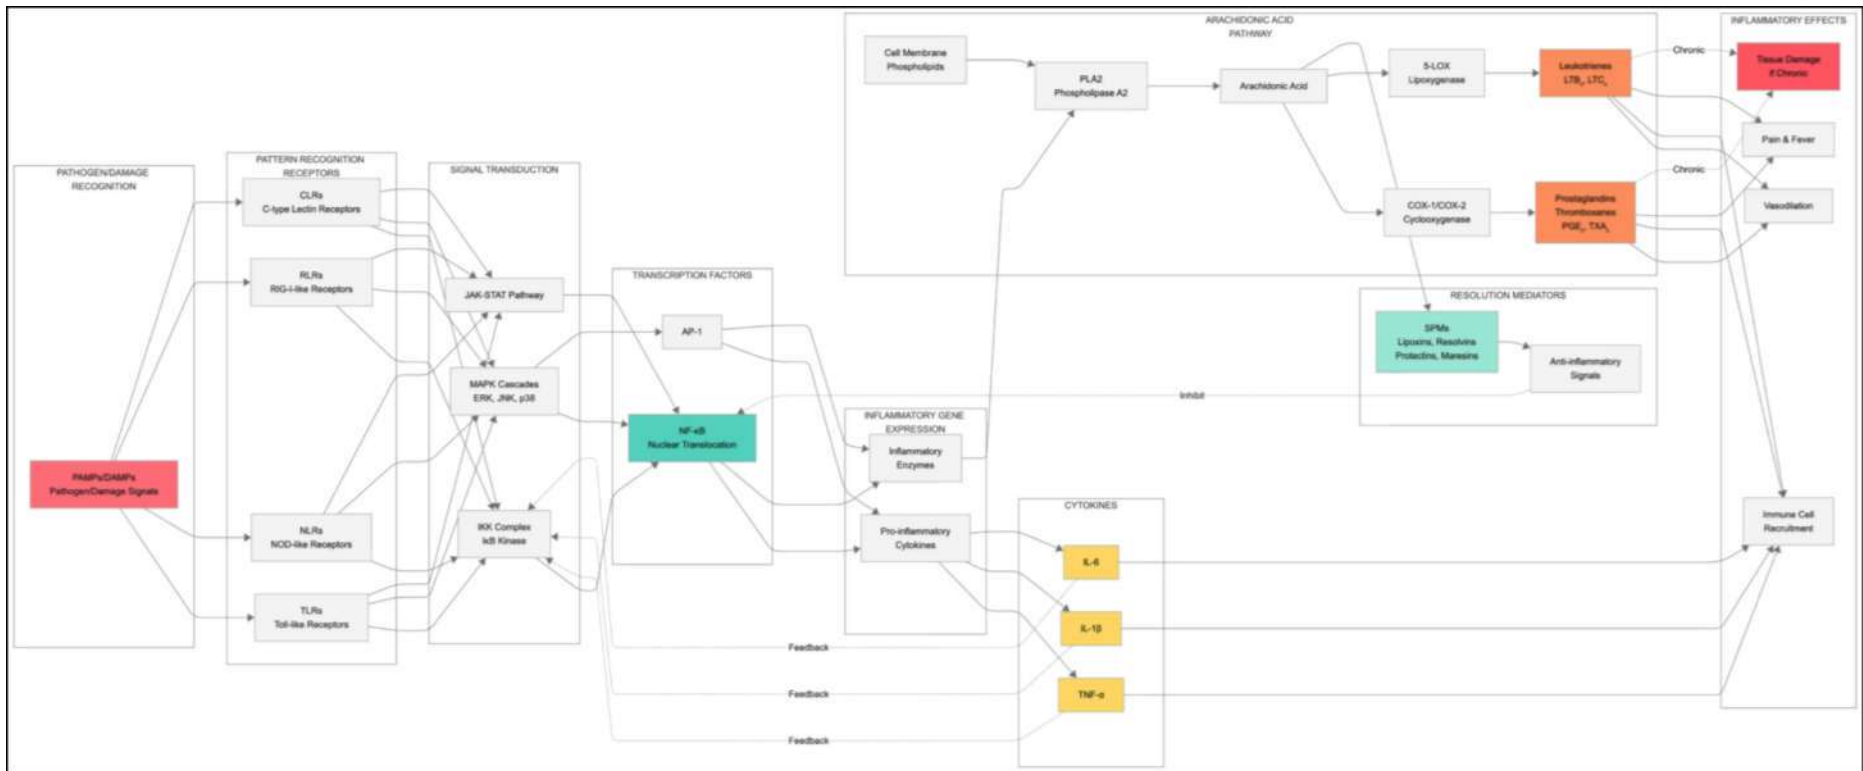 PATHOGEN/DAMAGE
RECOGNITION
PAMPs/DAMPs
Pathogen/Damage Signals
PATTERN RECOGNITION
RECEPTORS
CLRs
C-type Lectin Receptors
RLRs
RIG-I-like Receptors
NLRs
NOD-like Receptors
TLRs
Toll-like Receptors
SIGNAL TRANSDUCTION
JAK-STAT Pathway
MAPK Cascades
ERK, JNK, p38
IKK Complex
IκB Kinase
TRANSCRIPTION FACTORS
AP-1
NF-κB
Nuclear Translocation
INFLAMMATORY GENE
EXPRESSION
Inflammatory
Enzymes
Pro-inflammatory
Cytokines
CYTOKINES
IL-6
IL-1β
TNF-α
Feedback
Feedback
Feedback
ARACHIDONIC ACID
PATHWAY
Cell Membrane
Phospholipids
PLA2
Phospholipase A2
Arachidonic Acid
5-LOX
Lipoxygenase
Leukotrienes
LTB₄, LTC₄
COX-1/COX-2
Cyclooxygenase
Prostaglandins
Thromboxanes
PGE₂, TXA₂
RESOLUTION MEDIATORS
SPMs
Lipoxins, Resolvins
Protectins, Maresins
Anti-inflammatory
Signals
Inhibit
Chronic
Chronic
INFLAMMATORY EFFECTS
Tissue Damage
If Chronic
Pain & Fever
Vasodilation
Immune Cell
Recruitment